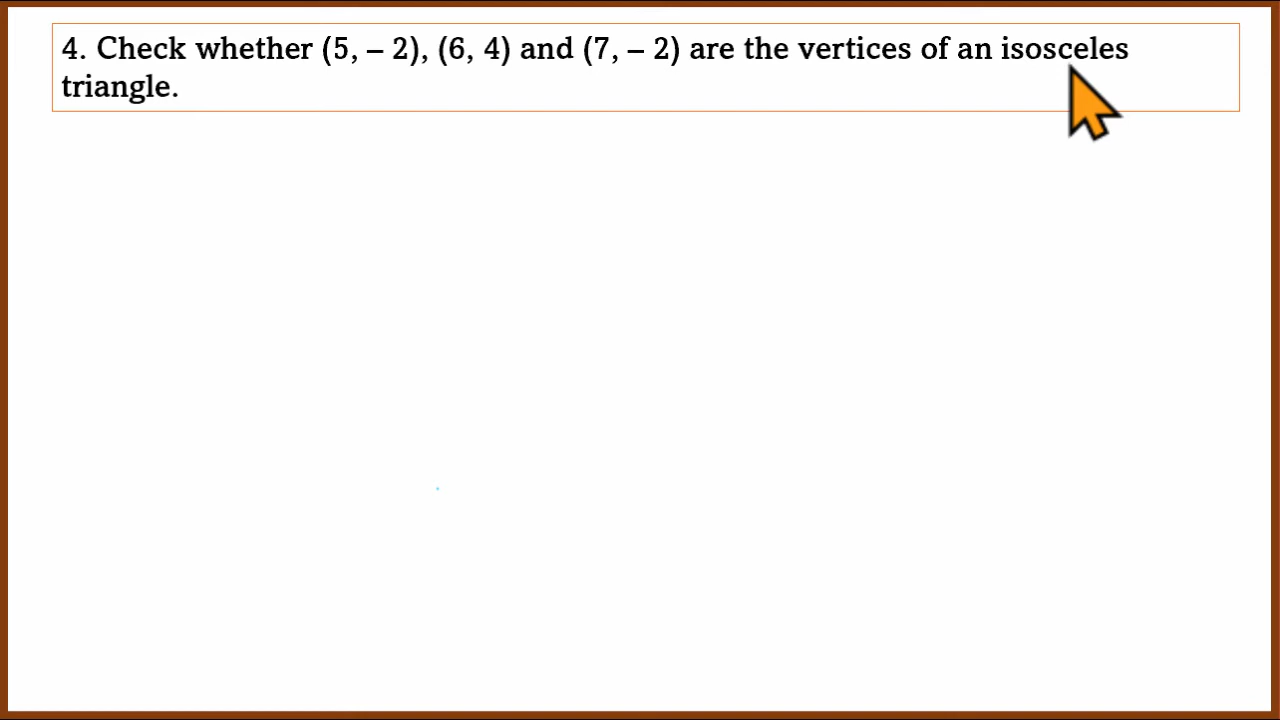 4. Check whether (5, – 2), (6, 4) and (7, – 2) are the vertices of an isosceles
triangle.